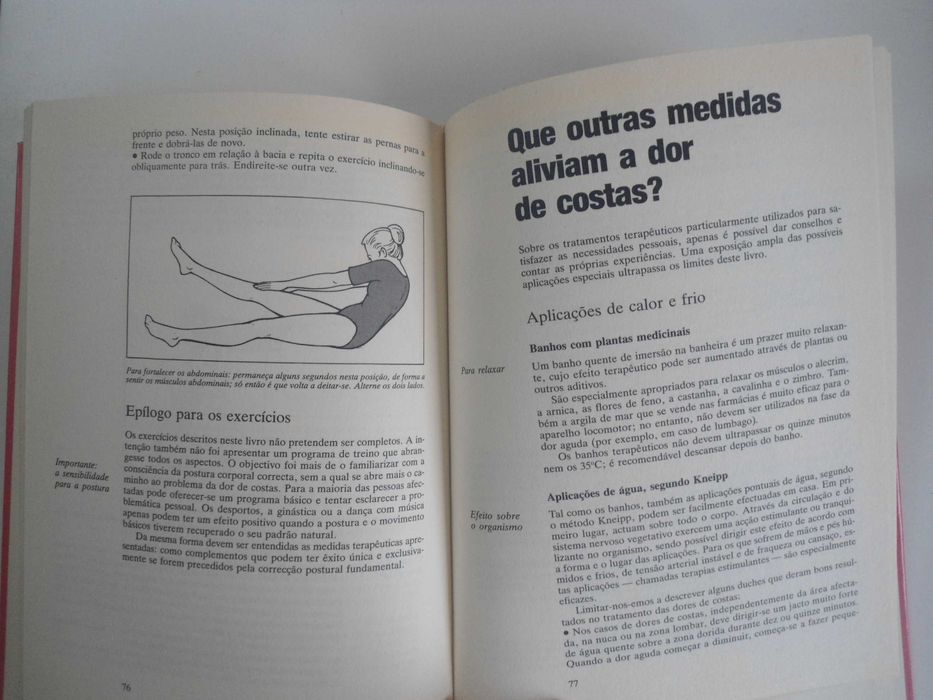 próprio peso. Nesta posição inclinada, tente estirar as pernas para a
frente e dobrá-las de novo.
• Rode o tronco em relação à bacia e repita o exercício inclinando-se
obliquamente para trás. Endireite-se outra vez.
Para fortalecer os abdominais: permaneça alguns segundos nesta posição, de forma a
sentir os músculos abdominais; só então é que volta a deitar-se. Alterne os dois lados.
Epílogo para os exercícios
Importante:
a sensibilidade
para a postura
Os exercícios descritos neste livro não pretendem ser completos. A in-
tenção também não foi apresentar um programa de treino que abran-
gesse todos os aspectos. O objectivo foi mais de o familiarizar com a
consciência da postura corporal correcta, sem a qual se abre mais o ca-
minho ao problema da dor de costas. Para a maioria das pessoas afec-
tadas pode oferecer-se um programa básico e tentar esclarecer a pro-
blemática pessoal. Os desportos, a ginástica ou a dança com música
apenas podem ter um efeito positivo quando a postura e o movimento
básicos tiverem recuperado o seu padrão natural.
Da mesma forma devem ser entendidas as medidas terapêuticas apre-
sentadas: como complementos que podem ter êxito única e exclusiva-
mente se forem precedidos pela correcção postural fundamental.
76
Que outras medidas
aliviam a dor
de costas?
Sobre os tratamentos terapêuticos particularmente utilizados para sa-
tisfazer as necessidades pessoais, apenas é possível dar conselhos e
contar as próprias experiências. Uma exposição ampla das possíveis
aplicações especiais ultrapassa os limites deste livro.
Aplicações de calor e frio
Banhos com plantas medicinais
Para relaxar
Um banho quente de imersão na banheira é um prazer muito relaxan-
te, cujo efeito terapêutico pode ser aumentado através de plantas ou
outros aditivos.
São especialmente apropriados para relaxar os músculos o alecrim,
a arnica, as flores de feno, a castanha, a cavalinha e o zimbro. Tam-
bém a argila de mar que se vende nas farmácias é muito eficaz para o
aparelho locomotor; no entanto, não devem ser utilizados na fase da
dor aguda (por exemplo, em caso de lumbago).
Os banhos terapêuticos não devem ultrapassar os quinze minutos
nem os 35ºC; é recomendável descansar depois do banho.
Aplicações de água, segundo Kneipp
Efeito sobre
o organismo
Tal como os banhos, também as aplicações pontuais de água, segundo
o método Kneipp, podem ser facilmente efectuadas em casa. Em pri-
meiro lugar, actuam sobre todo o corpo. Através da circulação e do
sistema nervoso vegetativo exercem uma acção estimulante ou tranqui-
lizante no organismo, sendo possível dirigir este efeito de acordo com
a forma e o lugar das aplicações. Para os que sofrem de mãos e pés hú-
midos e frios, de tensão arterial instável e de fraqueza ou cansaço, es-
tas aplicações — chamadas terapias estimulantes — são especialmente
eficazes.
Limitar-nos-emos a descrever alguns duches que deram bons resul-
tados no tratamento das dores de costas:
• Nos casos de dores de costas, independentemente da área afecta-
da, na nuca ou na zona lombar, deve dirigir-se um jacto muito forte
de água quente sobre a zona dorida durante dez ou quinze minutos.
Quando a dor aguda começar a diminuir, começa-se a fazer peque-
77